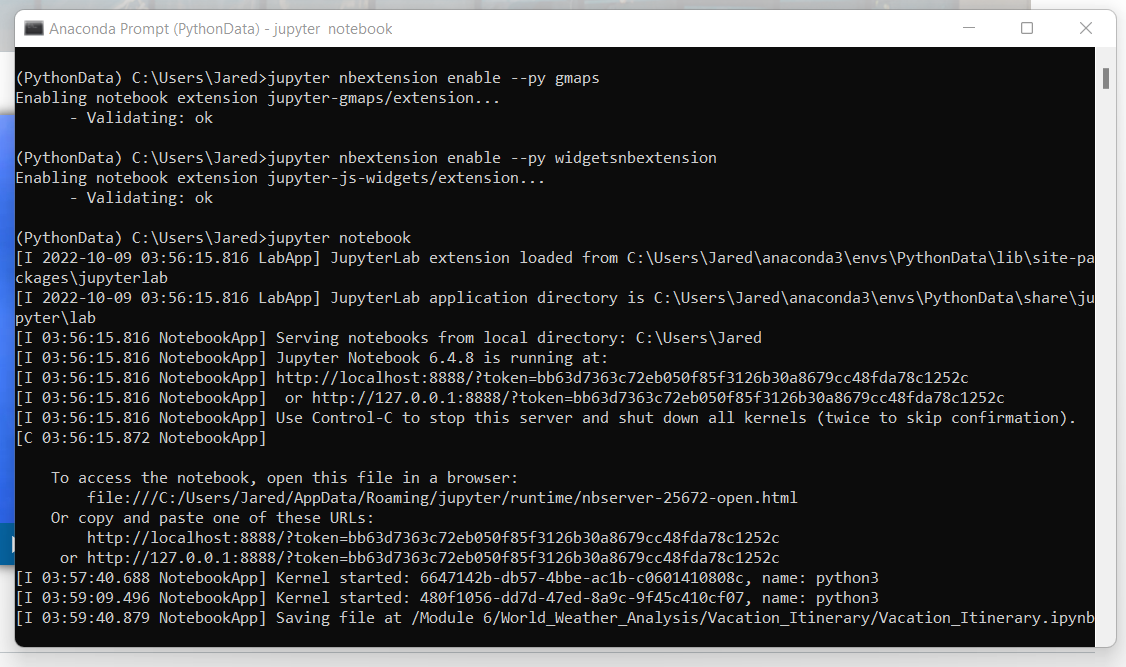 Anaconda Prompt (PythonData) - jupyter  notebook
(PythonData) C:\Users\Jared>jupyter nbextension enable --py gmaps
Enabling notebook extension jupyter-gmaps/extension...
      - Validating: ok
(PythonData) C:\Users\Jared>jupyter nbextension enable --py widgetsnbextension
Enabling notebook extension jupyter-js-widgets/extension...
      - Validating: ok
(PythonData) C:\Users\Jared>jupyter notebook
[I 2022-10-09 03:56:15.816 LabApp] JupyterLab extension loaded from C:\Users\Jared\anaconda3\envs\PythonData\lib\site-pa
ckages\jupyterlab
[I 2022-10-09 03:56:15.816 LabApp] JupyterLab application directory is C:\Users\Jared\anaconda3\envs\PythonData\share\ju
pyter\lab
[I 03:56:15.816 NotebookApp] Serving notebooks from local directory: C:\Users\Jared
[I 03:56:15.816 NotebookApp] Jupyter Notebook 6.4.8 is running at:
[I 03:56:15.816 NotebookApp] http://localhost:8888/?token=bb63d7363c72eb050f85f3126b30a8679cc48fda78c1252c
[I 03:56:15.816 NotebookApp]  or http://127.0.0.1:8888/?token=bb63d7363c72eb050f85f3126b30a8679cc48fda78c1252c
[I 03:56:15.816 NotebookApp] Use Control-C to stop this server and shut down all kernels (twice to skip confirmation).
[C 03:56:15.872 NotebookApp]
    To access the notebook, open this file in a browser:
        file:///C:/Users/Jared/AppData/Roaming/jupyter/runtime/nbserver-25672-open.html
    Or copy and paste one of these URLs:
        http://localhost:8888/?token=bb63d7363c72eb050f85f3126b30a8679cc48fda78c1252c
     or http://127.0.0.1:8888/?token=bb63d7363c72eb050f85f3126b30a8679cc48fda78c1252c
[I 03:57:40.688 NotebookApp] Kernel started: 6647142b-db57-4bbe-ac1b-c0601410808c, name: python3
[I 03:59:09.496 NotebookApp] Kernel started: 480f1056-dd7d-47ed-8a9c-9f45c410cf07, name: python3
[I 03:59:40.879 NotebookApp] Saving file at /Module 6/World_Weather_Analysis/Vacation_Itinerary/Vacation_Itinerary.ipynb